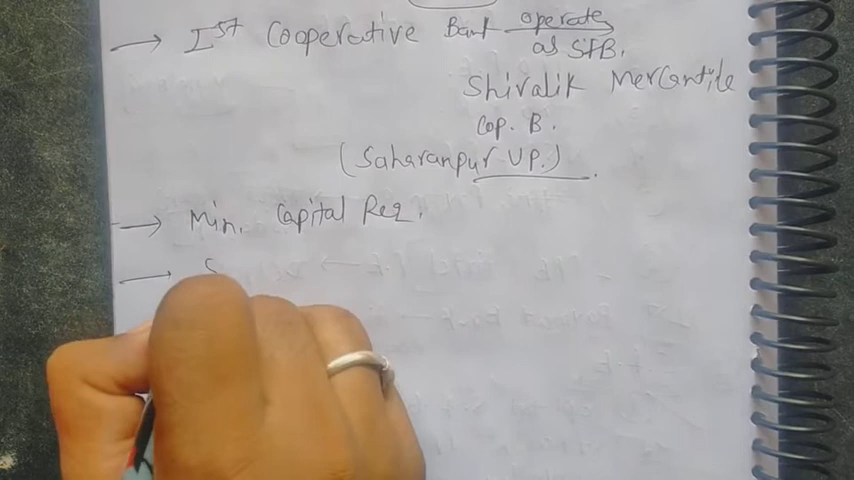 → Ist Cooperative Bank operate
as SFB.
Shivalik Mercantile
Cop. B.
(Saharanpur UP.)
→ Min. Capital Req.
→ S